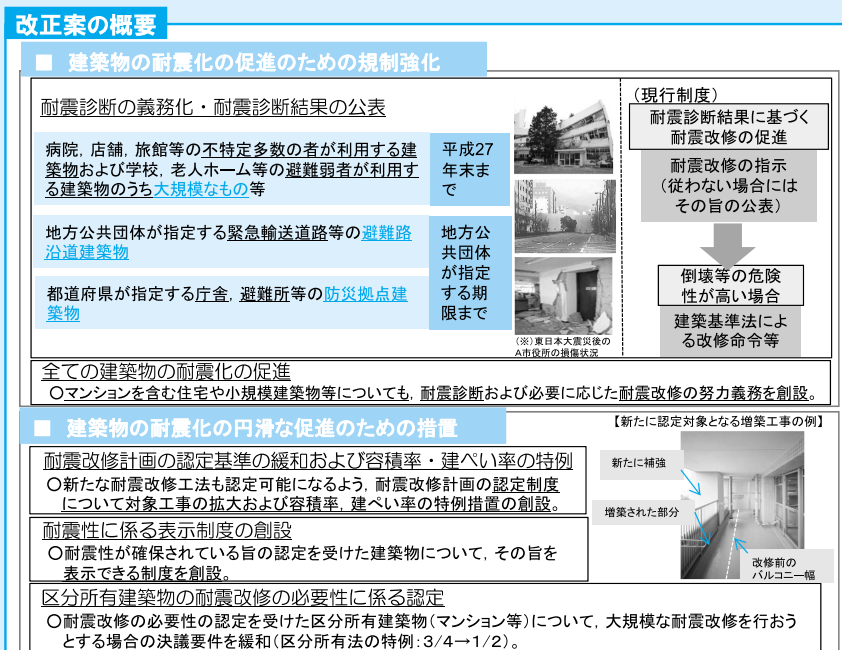 改正案の概要
■ 建築物の耐震化の促進のための規制強化
耐震診断の義務化・耐震診断結果の公表
病院，店舗，旅館等の不特定多数の者が利用する建
築物および学校，老人ホーム等の避難弱者が利用す
る建築物のうち大規模なもの等
平成27
年末ま
で
地方公共団体が指定する緊急輸送道路等の避難路
沿道建築物
都道府県が指定する庁舎，避難所等の防災拠点建
築物
地方公
共団体
が指定
する期
限まで
(※)東日本大震災後の
A市役所の損傷状況
（現行制度）
耐震診断結果に基づく
耐震改修の促進
耐震改修の指示
（従わない場合には
その旨の公表）
倒壊等の危険
性が高い場合
建築基準法によ
る改修命令等
全ての建築物の耐震化の促進
○マンションを含む住宅や小規模建築物等についても，耐震診断および必要に応じた耐震改修の努力義務を創設。
■ 建築物の耐震化の円滑な促進のための措置
耐震改修計画の認定基準の緩和および容積率・建ぺい率の特例
○新たな耐震改修工法も認定可能になるよう，耐震改修計画の認定制度
について対象工事の拡大および容積率，建ぺい率の特例措置の創設。
耐震性に係る表示制度の創設
○耐震性が確保されている旨の認定を受けた建築物について，その旨を
表示できる制度を創設。
【新たに認定対象となる増築工事の例】
新たに補強
増築された部分
改修前の
バルコニー幅
区分所有建築物の耐震改修の必要性に係る認定
○耐震改修の必要性の認定を受けた区分所有建築物（マンション等）について，大規模な耐震改修を行おう
とする場合の決議要件を緩和（区分所有法の特例：3/4→1/2）。